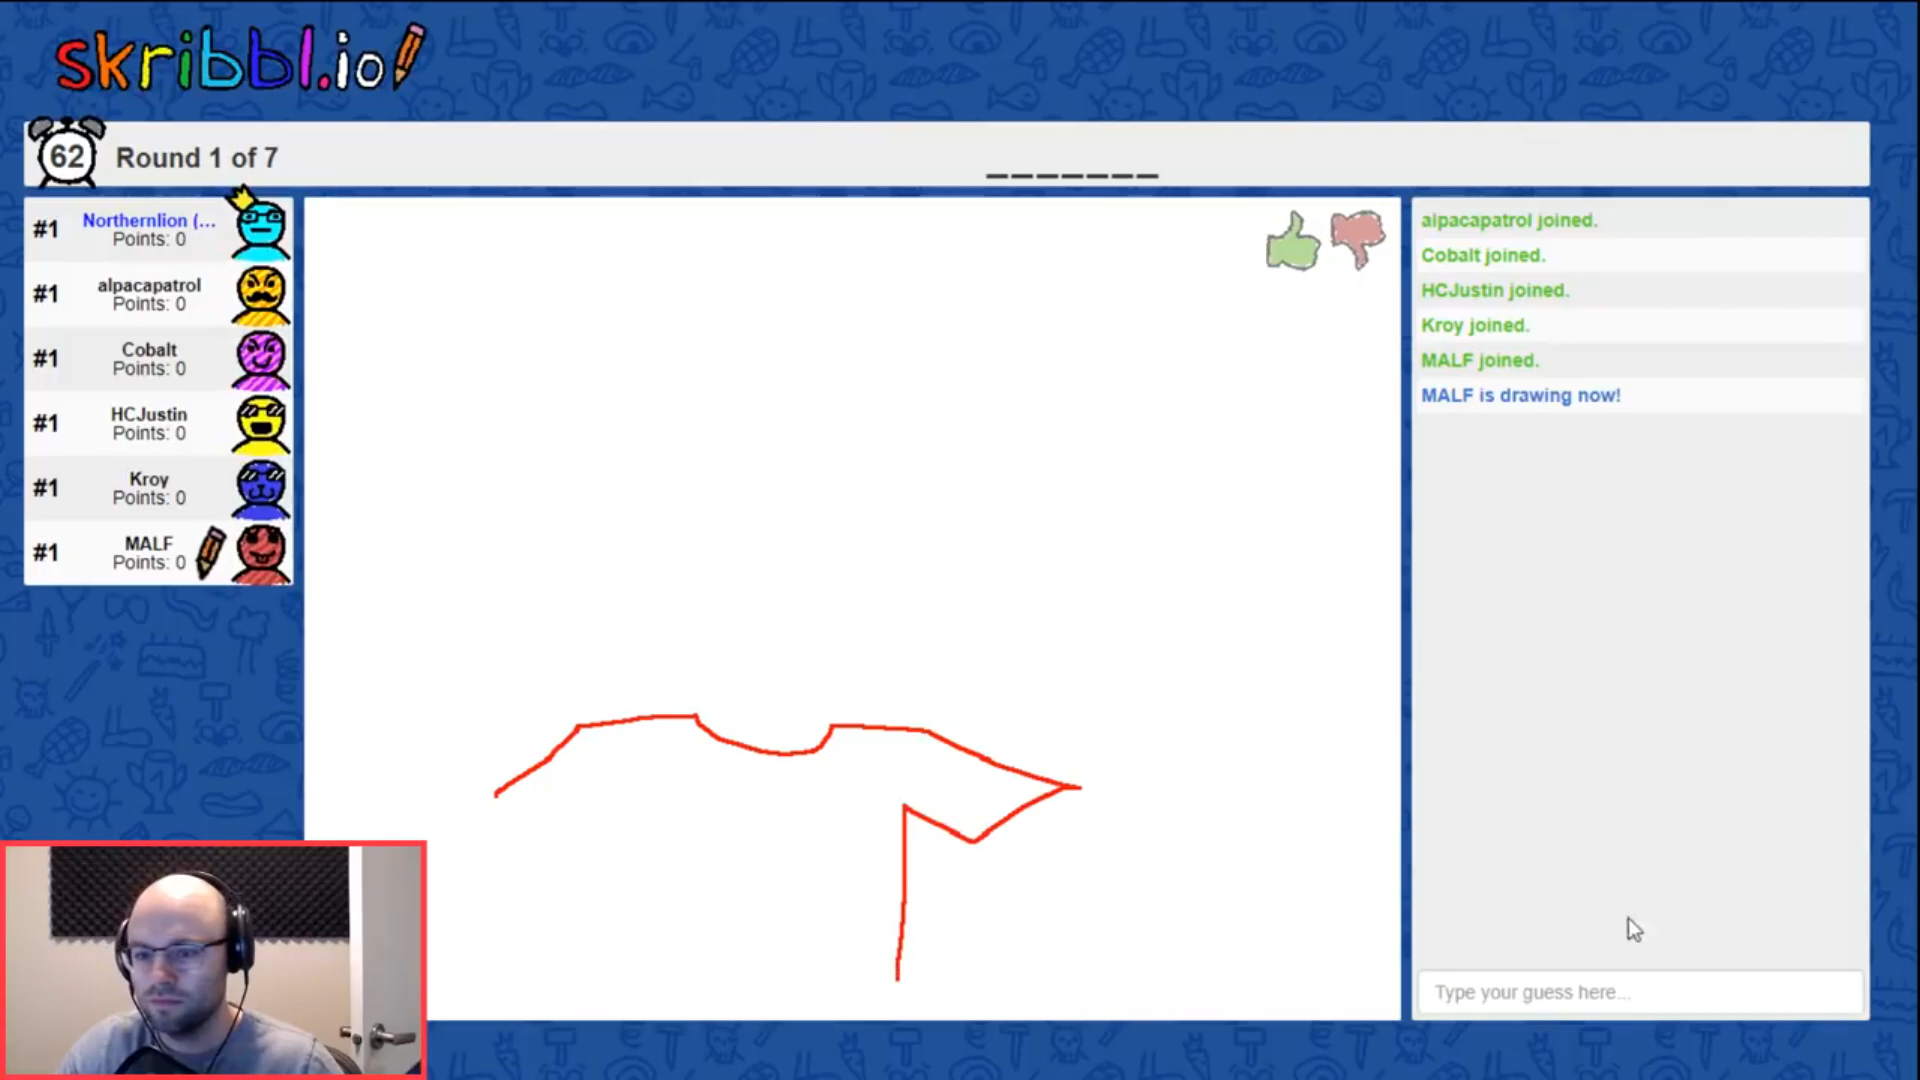 skribbl.io
62
Round 1 of 7
_______
#1
Northernlion (...
Points: 0
#1
alpacapatrol
Points: 0
#1
Cobalt
Points: 0
#1
HCJustin
Points: 0
#1
Kroy
Points: 0
#1
MALF
Points: 0
alpacapatrol joined.
Cobalt joined.
HCJustin joined.
Kroy joined.
MALF joined.
MALF is drawing now!
Type your guess here...